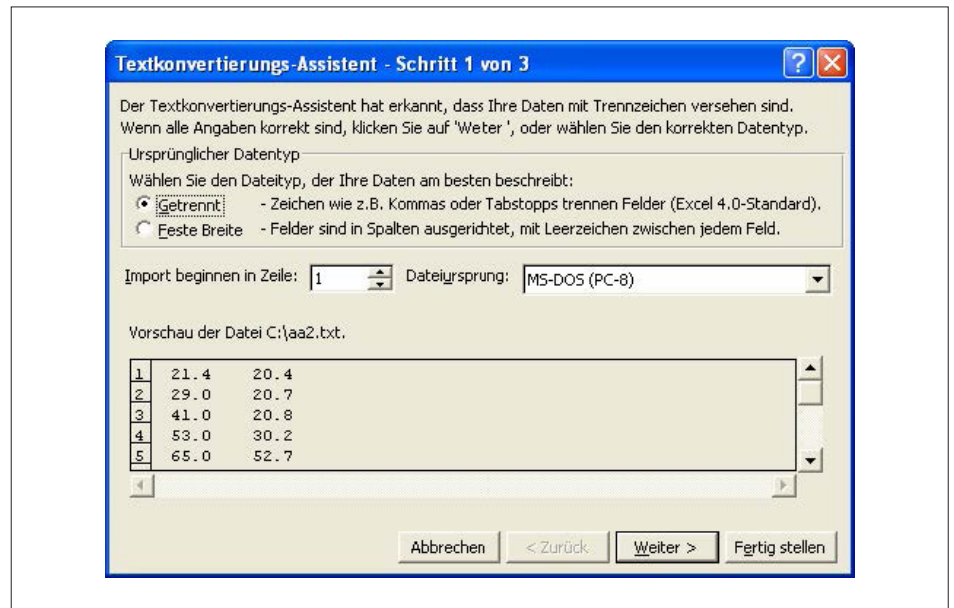 Textkonvertierungs-Assistent - Schritt 1 von 3
Der Textkonvertierungs-Assistent hat erkannt, dass Ihre Daten mit Trennzeichen versehen sind.
Wenn alle Angaben korrekt sind, klicken Sie auf 'Weter ', oder wählen Sie den korrekten Datentyp.
Ursprünglicher Datentyp
Wählen Sie den Dateityp, der Ihre Daten am besten beschreibt:
Getrennt - Zeichen wie z.B. Kommas oder Tabstopps trennen Felder (Excel 4.0-Standard).
Feste Breite - Felder sind in Spalten ausgerichtet, mit Leerzeichen zwischen jedem Feld.
Import beginnen in Zeile: 1 Dateiursprung: MS-DOS (PC-8)
Vorschau der Datei C:\aa2.txt.
1 21.4 20.4
2 29.0 20.7
3 41.0 20.8
4 53.0 30.2
5 65.0 52.7
Abbrechen < Zurück Weiter > Fertig stellen